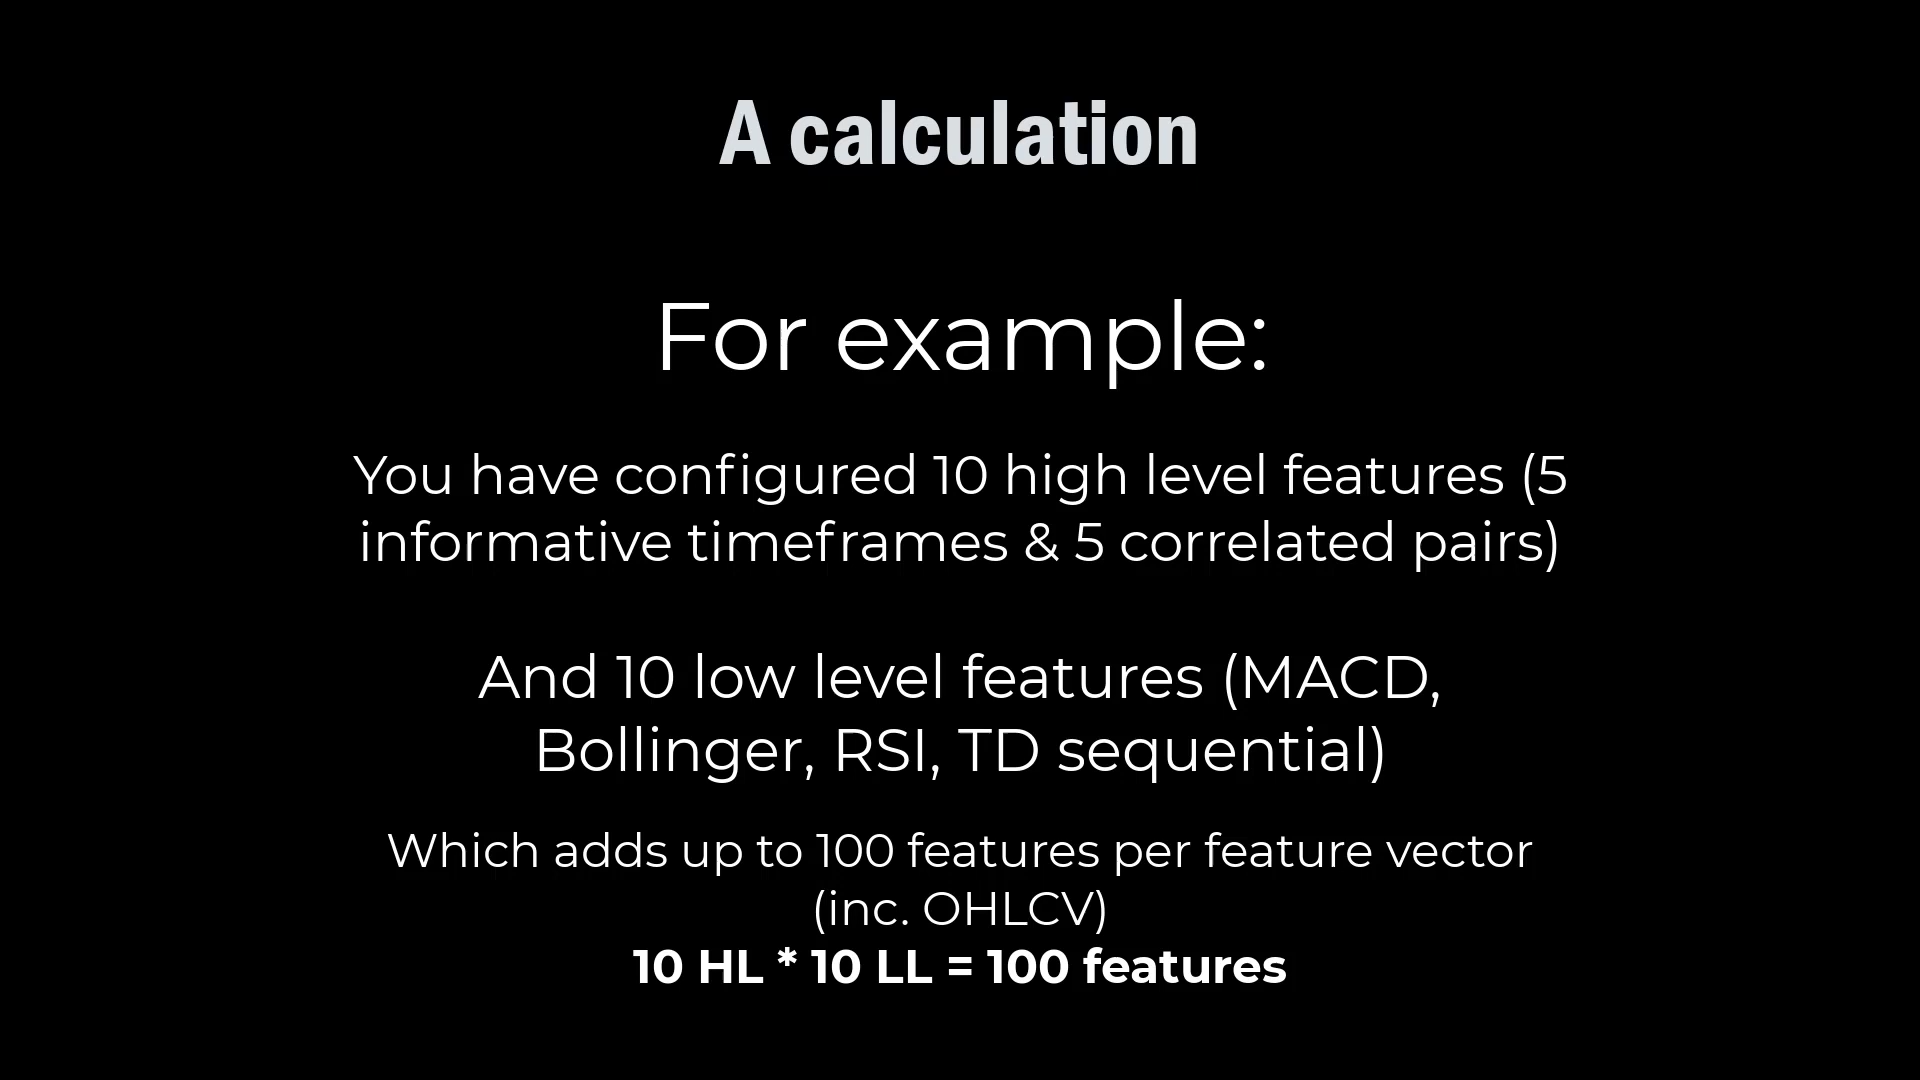 A calculation
For example:
You have configured 10 high level features (5
informative timeframes & 5 correlated pairs)
And 10 low level features (MACD,
Bollinger, RSI, TD sequential)
Which adds up to 100 features per feature vector
(inc. OHLCV)
10 HL * 10 LL = 100 features